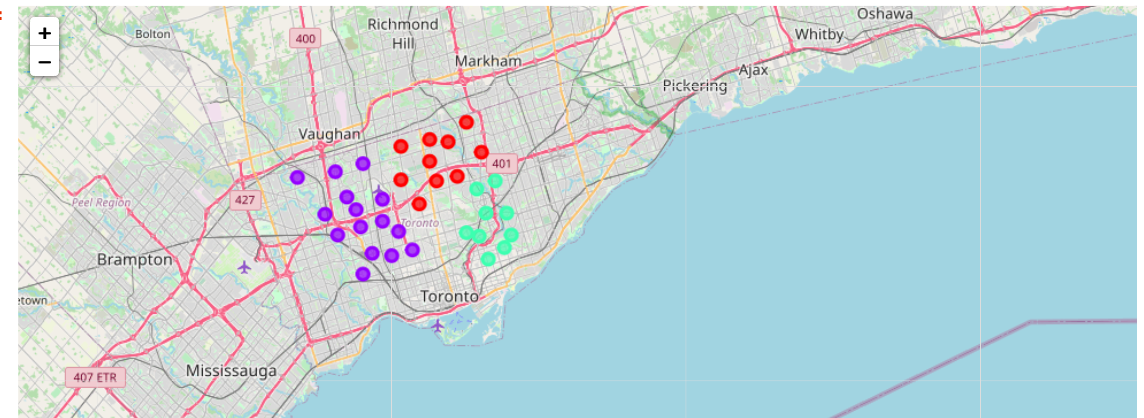 +
−
Bolton
400
Richmond
Hill
Markham
Oshawa
Whitby
Ajax
Pickering
Vaughan
401
427
Peel Region
Toronto
Brampton
Toronto
Mississauga
407 ETR